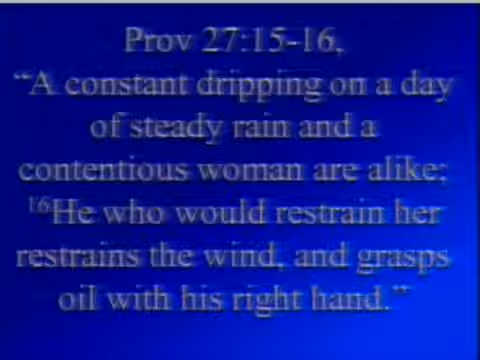 Prov 27:15-16,
“A constant dripping on a day
of steady rain and a
contentious woman are alike;
16He who would restrain her
restrains the wind, and grasps
oil with his right hand.”